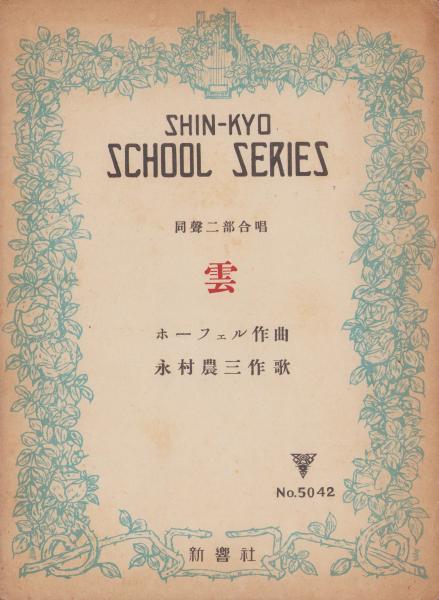 SHIN-KYO
SCHOOL SERIES
同聲二部合唱
雲
ホーフェル作曲
永村農三作歌
No.5042
新響社